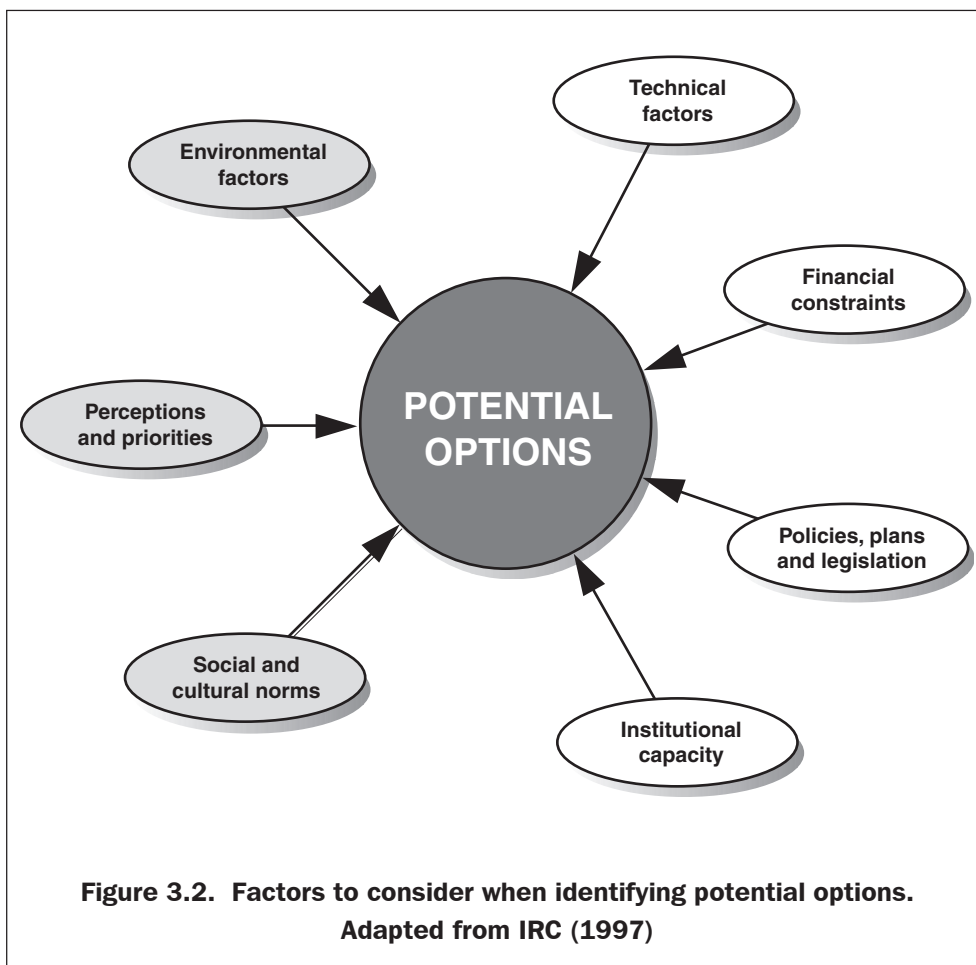 Technical
factors
Environmental
factors
Financial
constraints
POTENTIAL
OPTIONS
Perceptions
and priorities
Policies, plans
and legislation
Social and
cultural norms
Institutional
capacity
Figure 3.2. Factors to consider when identifying potential options.
Adapted from IRC (1997)